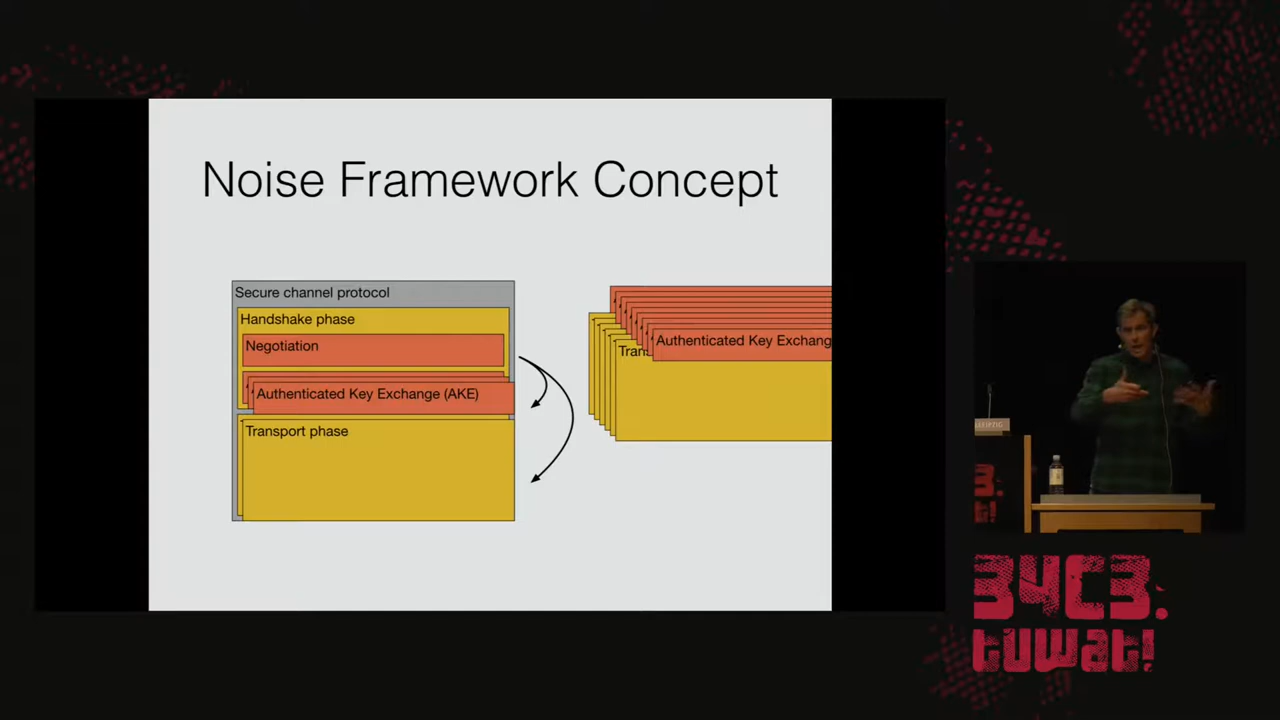 Noise Framework Concept
Secure channel protocol
Handshake phase
Negotiation
Authenticated Key Exchange (AKE)
Transport phase
Authenticated Key Exchang
Trans
34C3.
tuwat!